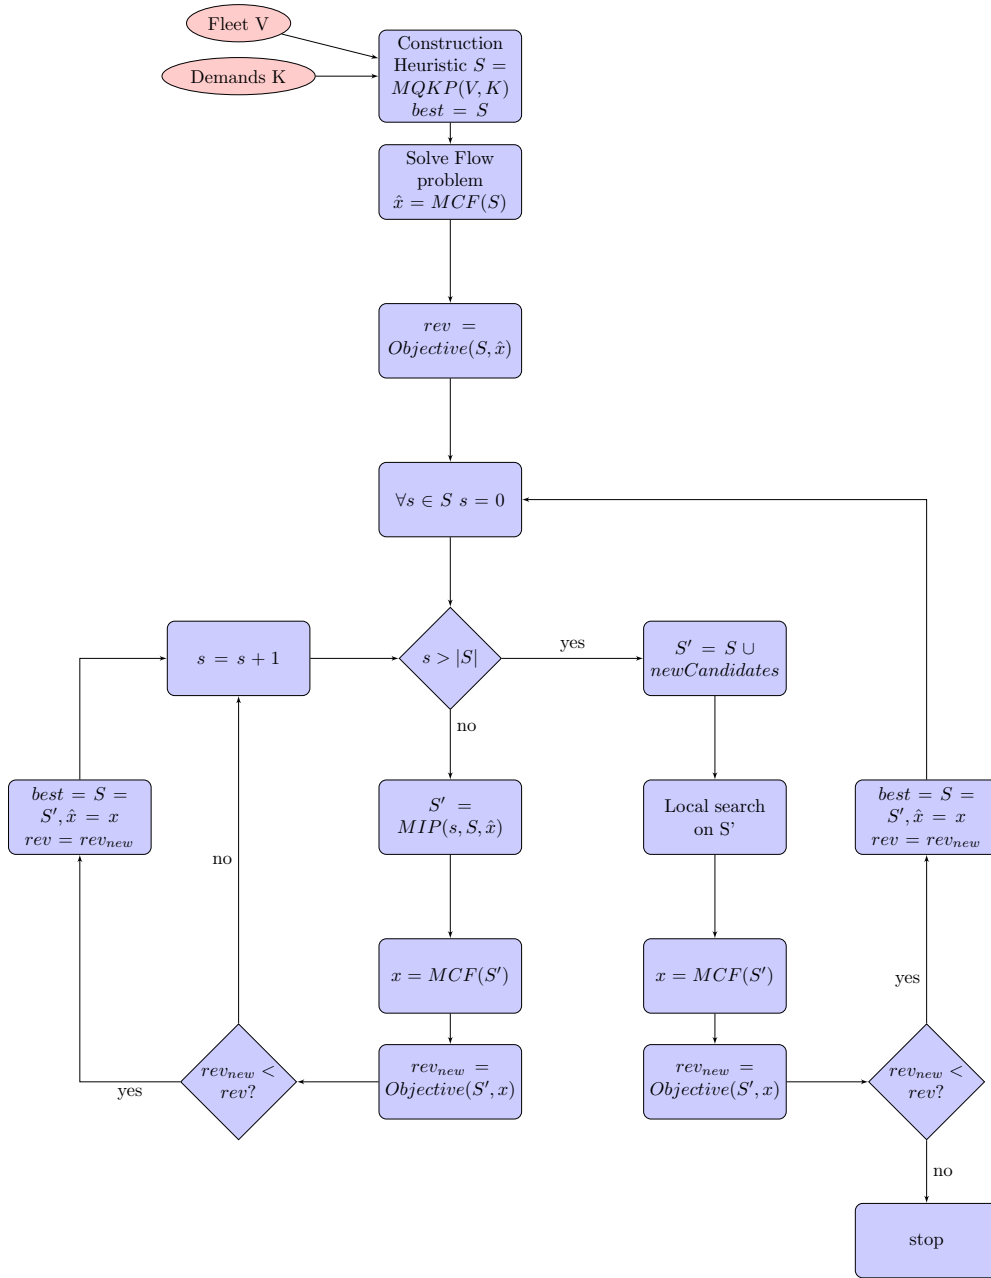 Fleet V
Demands K
Construction
Heuristic S =
MQKP(V, K)
best = S
Solve Flow
problem
x̂ = MCF(S)
rev =
Objective(S, x̂)
∀s ∈ S s = 0
s = s + 1
s > |S|
yes
S′ = S ∪
newCandidates
no
best = S =
S′, x̂ = x
rev = rev_new
S′ =
MIP(s, S, x̂)
Local search
on S'
best = S =
S′, x̂ = x
rev = rev_new
no
x = MCF(S′)
x = MCF(S′)
yes
rev_new <
rev?
yes
rev_new =
Objective(S′, x)
rev_new =
Objective(S′, x)
rev_new <
rev?
no
stop